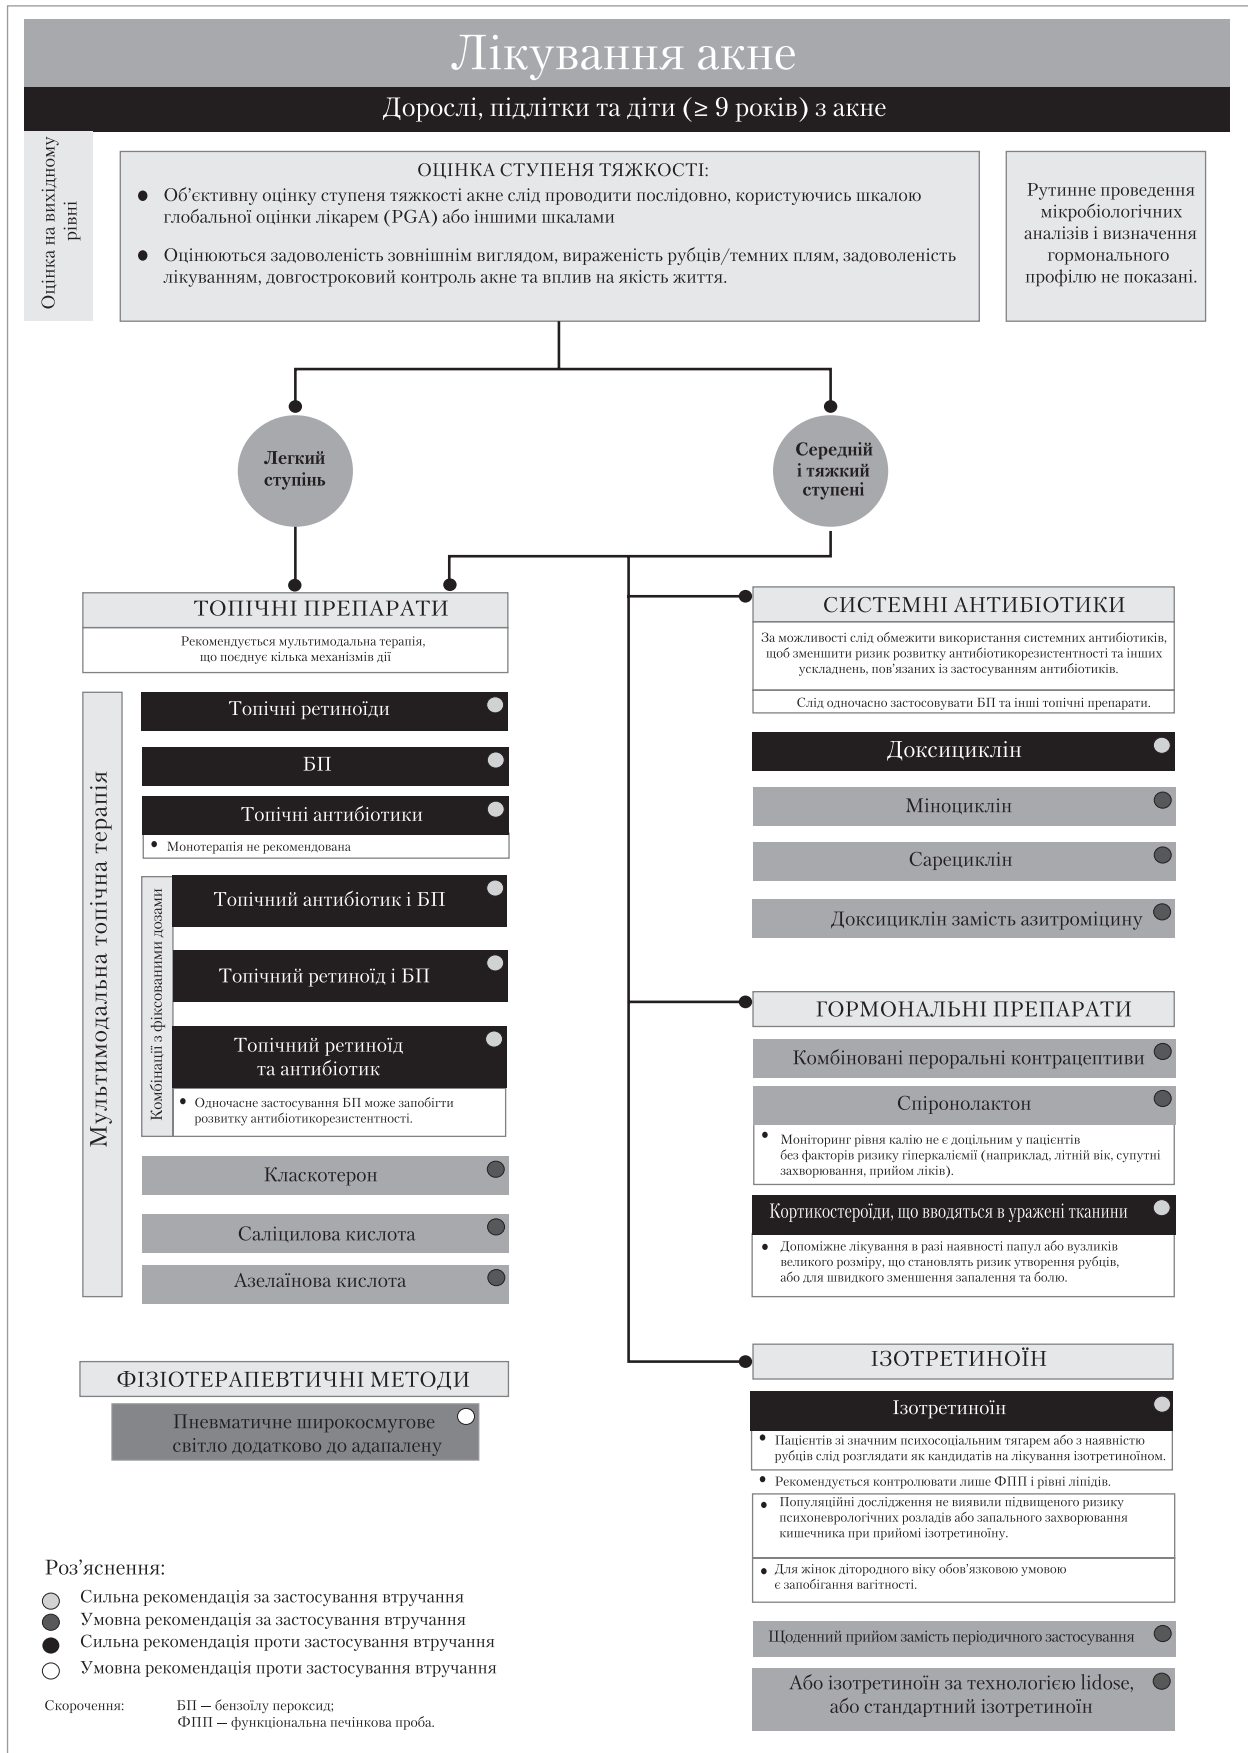 Лікування акне
Дорослі, підлітки та діти (≥ 9 років) з акне
Оцінка на вихідному
рівні
ОЦІНКА СТУПЕНЯ ТЯЖКОСТІ:
● Об’єктивну оцінку ступеня тяжкості акне слід проводити послідовно, користуючись шкалою
глобальної оцінки лікарем (PGA) або іншими шкалами
● Оцінюються задоволеність зовнішнім виглядом, вираженість рубців/темних плям, задоволеність
лікуванням, довгостроковий контроль акне та вплив на якість життя.
Рутинне проведення
мікробіологічних
аналізів і визначення
гормонального
профілю не показані.
Легкий
ступінь
Середній
і тяжкий
ступені
ТОПІЧНІ ПРЕПАРАТИ
Рекомендується мультимодальна терапія,
що поєднує кілька механізмів дії
Мультимодальна топічна терапія
Топічні ретиноїди
БП
Топічні антибіотики
• Монотерапія не рекомендована
Комбінації з фіксованими дозами
Топічний антибіотик і БП
Топічний ретиноїд і БП
Топічний ретиноїд
та антибіотик
• Одночасне застосування БП може запобігти
розвитку антибіотикорезистентності.
Класкотерон
Саліцилова кислота
Азелаїнова кислота
ФІЗІОТЕРАПЕВТИЧНІ МЕТОДИ
Пневматичне широкосмугове
світло додатково до адапалену
СИСТЕМНІ АНТИБІОТИКИ
За можливості слід обмежити використання системних антибіотиків,
щоб зменшити ризик розвитку антибіотикорезистентності та інших
ускладнень, пов’язаних із застосуванням антибіотиків.
Слід одночасно застосовувати БП та інші топічні препарати.
Доксициклін
Міноциклін
Сарециклін
Доксициклін замість азитроміцину
ГОРМОНАЛЬНІ ПРЕПАРАТИ
Комбіновані пероральні контрацептиви
Спіронолактон
• Моніторинг рівня калію не є доцільним у пацієнтів
без факторів ризику гіперкаліємії (наприклад, літній вік, супутні
захворювання, прийом ліків).
Кортикостероїди, що вводяться в уражені тканини
• Допоміжне лікування в разі наявності папул або вузликів
великого розміру, що становлять ризик утворення рубців,
або для швидкого зменшення запалення та болю.
ІЗОТРЕТИНОЇН
Ізотретиноїн
• Пацієнтів зі значним психосоціальним тягарем або з наявністю
рубців слід розглядати як кандидатів на лікування ізотретиноїном.
• Рекомендується контролювати лише ФПП і рівні ліпідів.
• Популяційні дослідження не виявили підвищеного ризику
психоневрологічних розладів або запального захворювання
кишечника при прийомі ізотретиноїну.
• Для жінок дітородного віку обов’язковою умовою
є запобігання вагітності.
Щоденний прийом замість періодичного застосування
Або ізотретиноїн за технологією lidose,
або стандартний ізотретиноїн
Роз’яснення:
Сильна рекомендація за застосування втручання
Умовна рекомендація за застосування втручання
Сильна рекомендація проти застосування втручання
Умовна рекомендація проти застосування втручання
Скорочення: БП — бензоїлу пероксид;
ФПП — функціональна печінкова проба.